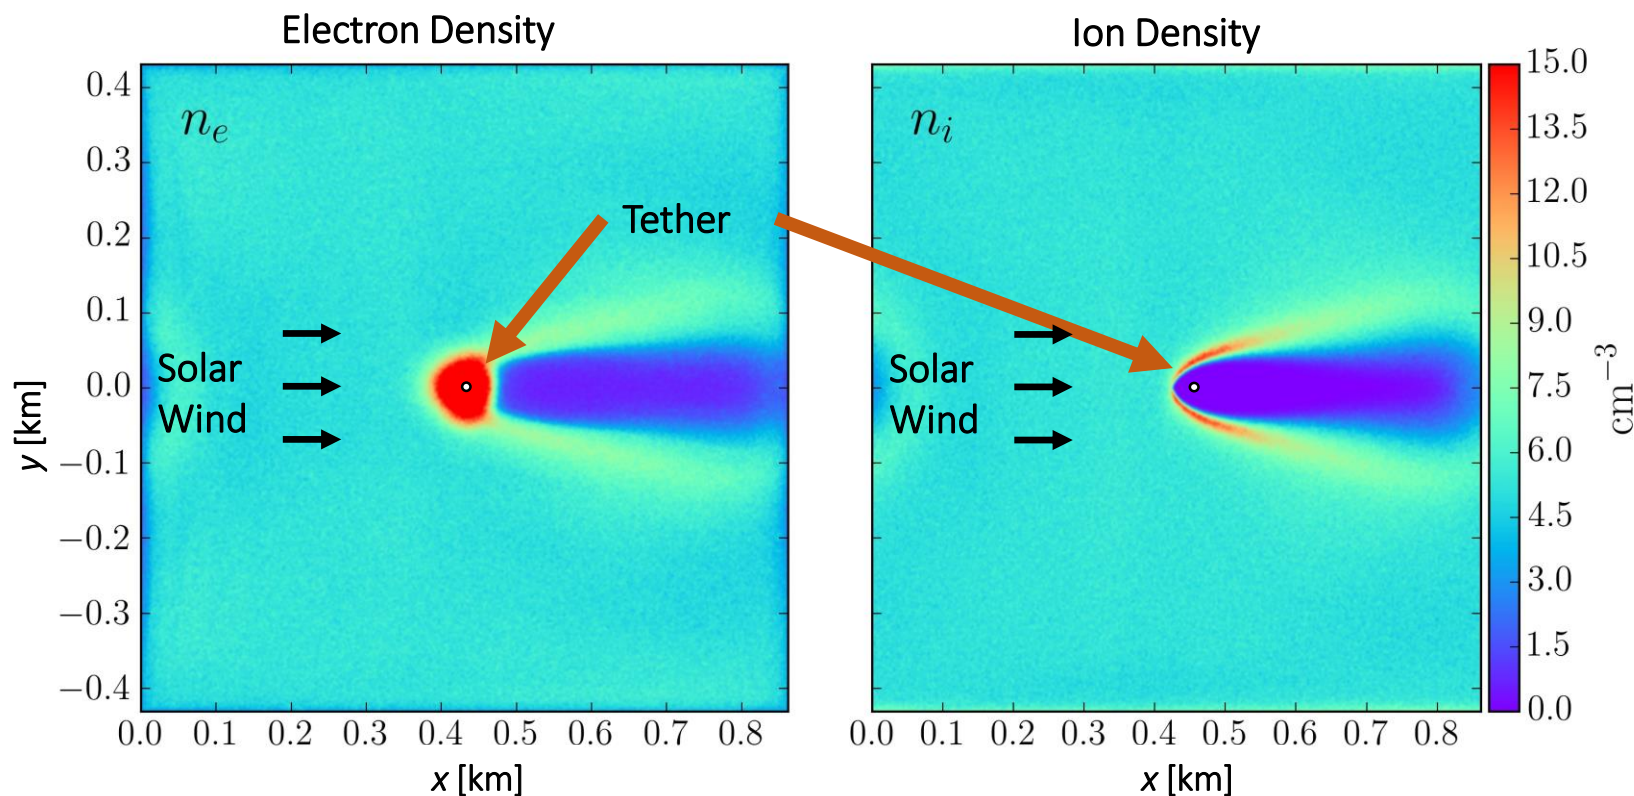 Electron Density
Ion Density
n_e
n_i
Tether
Solar
Wind
Solar
Wind
y [km]
0.4
0.3
0.2
0.1
0.0
−0.1
−0.2
−0.3
−0.4
0.0 0.1 0.2 0.3 0.4 0.5 0.6 0.7 0.8
x [km]
0.0 0.1 0.2 0.3 0.4 0.5 0.6 0.7 0.8
x [km]
15.0
13.5
12.0
10.5
9.0
7.5
6.0
4.5
3.0
1.5
0.0
cm⁻³